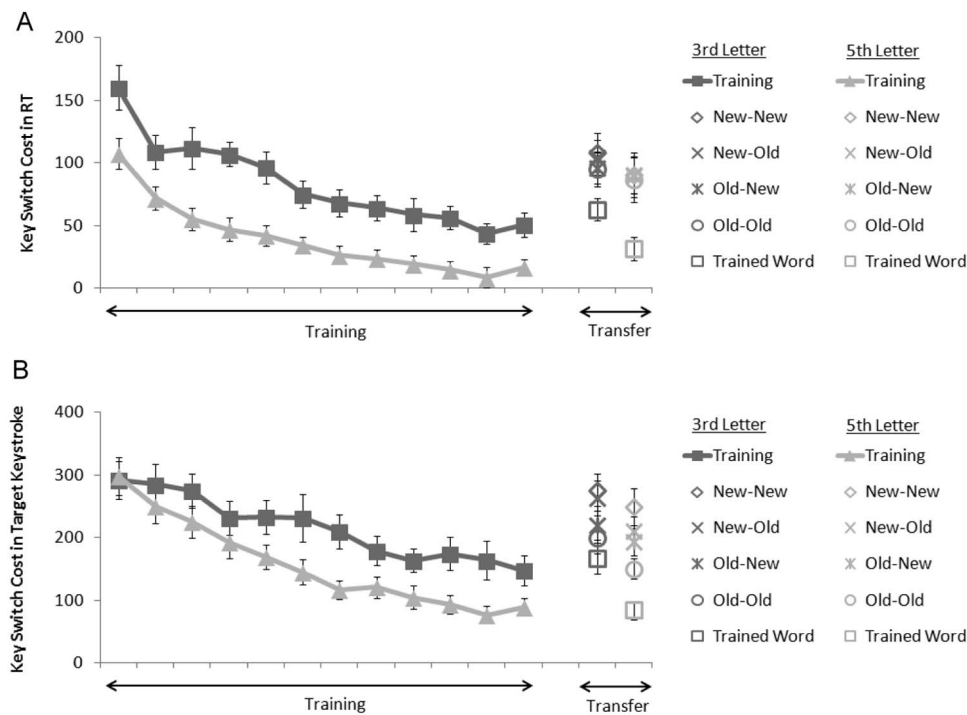 A
200
150
100
50
0
Key Switch Cost in RT
Training
Transfer
3rd Letter 5th Letter
Training Training
New-New New-New
New-Old New-Old
Old-New Old-New
Old-Old Old-Old
Trained Word Trained Word
B
400
300
200
100
0
Key Switch Cost in Target Keystroke
Training
Transfer
3rd Letter 5th Letter
Training Training
New-New New-New
New-Old New-Old
Old-New Old-New
Old-Old Old-Old
Trained Word Trained Word